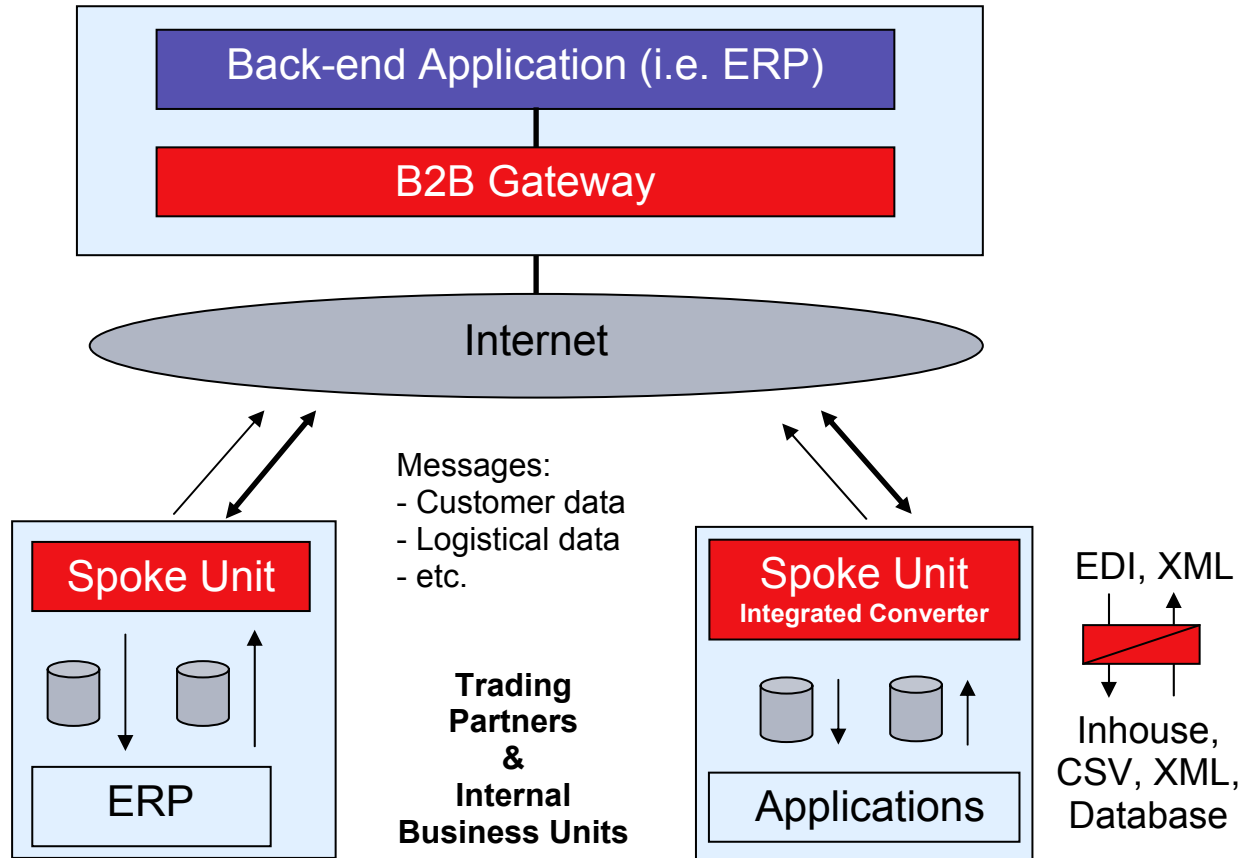 Back-end Application (i.e. ERP)
B2B Gateway
Internet
Messages:
- Customer data
- Logistical data
- etc.
Spoke Unit
ERP
Trading
Partners
&
Internal
Business Units
Spoke Unit
Integrated Converter
Applications
EDI, XML
Inhouse,
CSV, XML,
Database